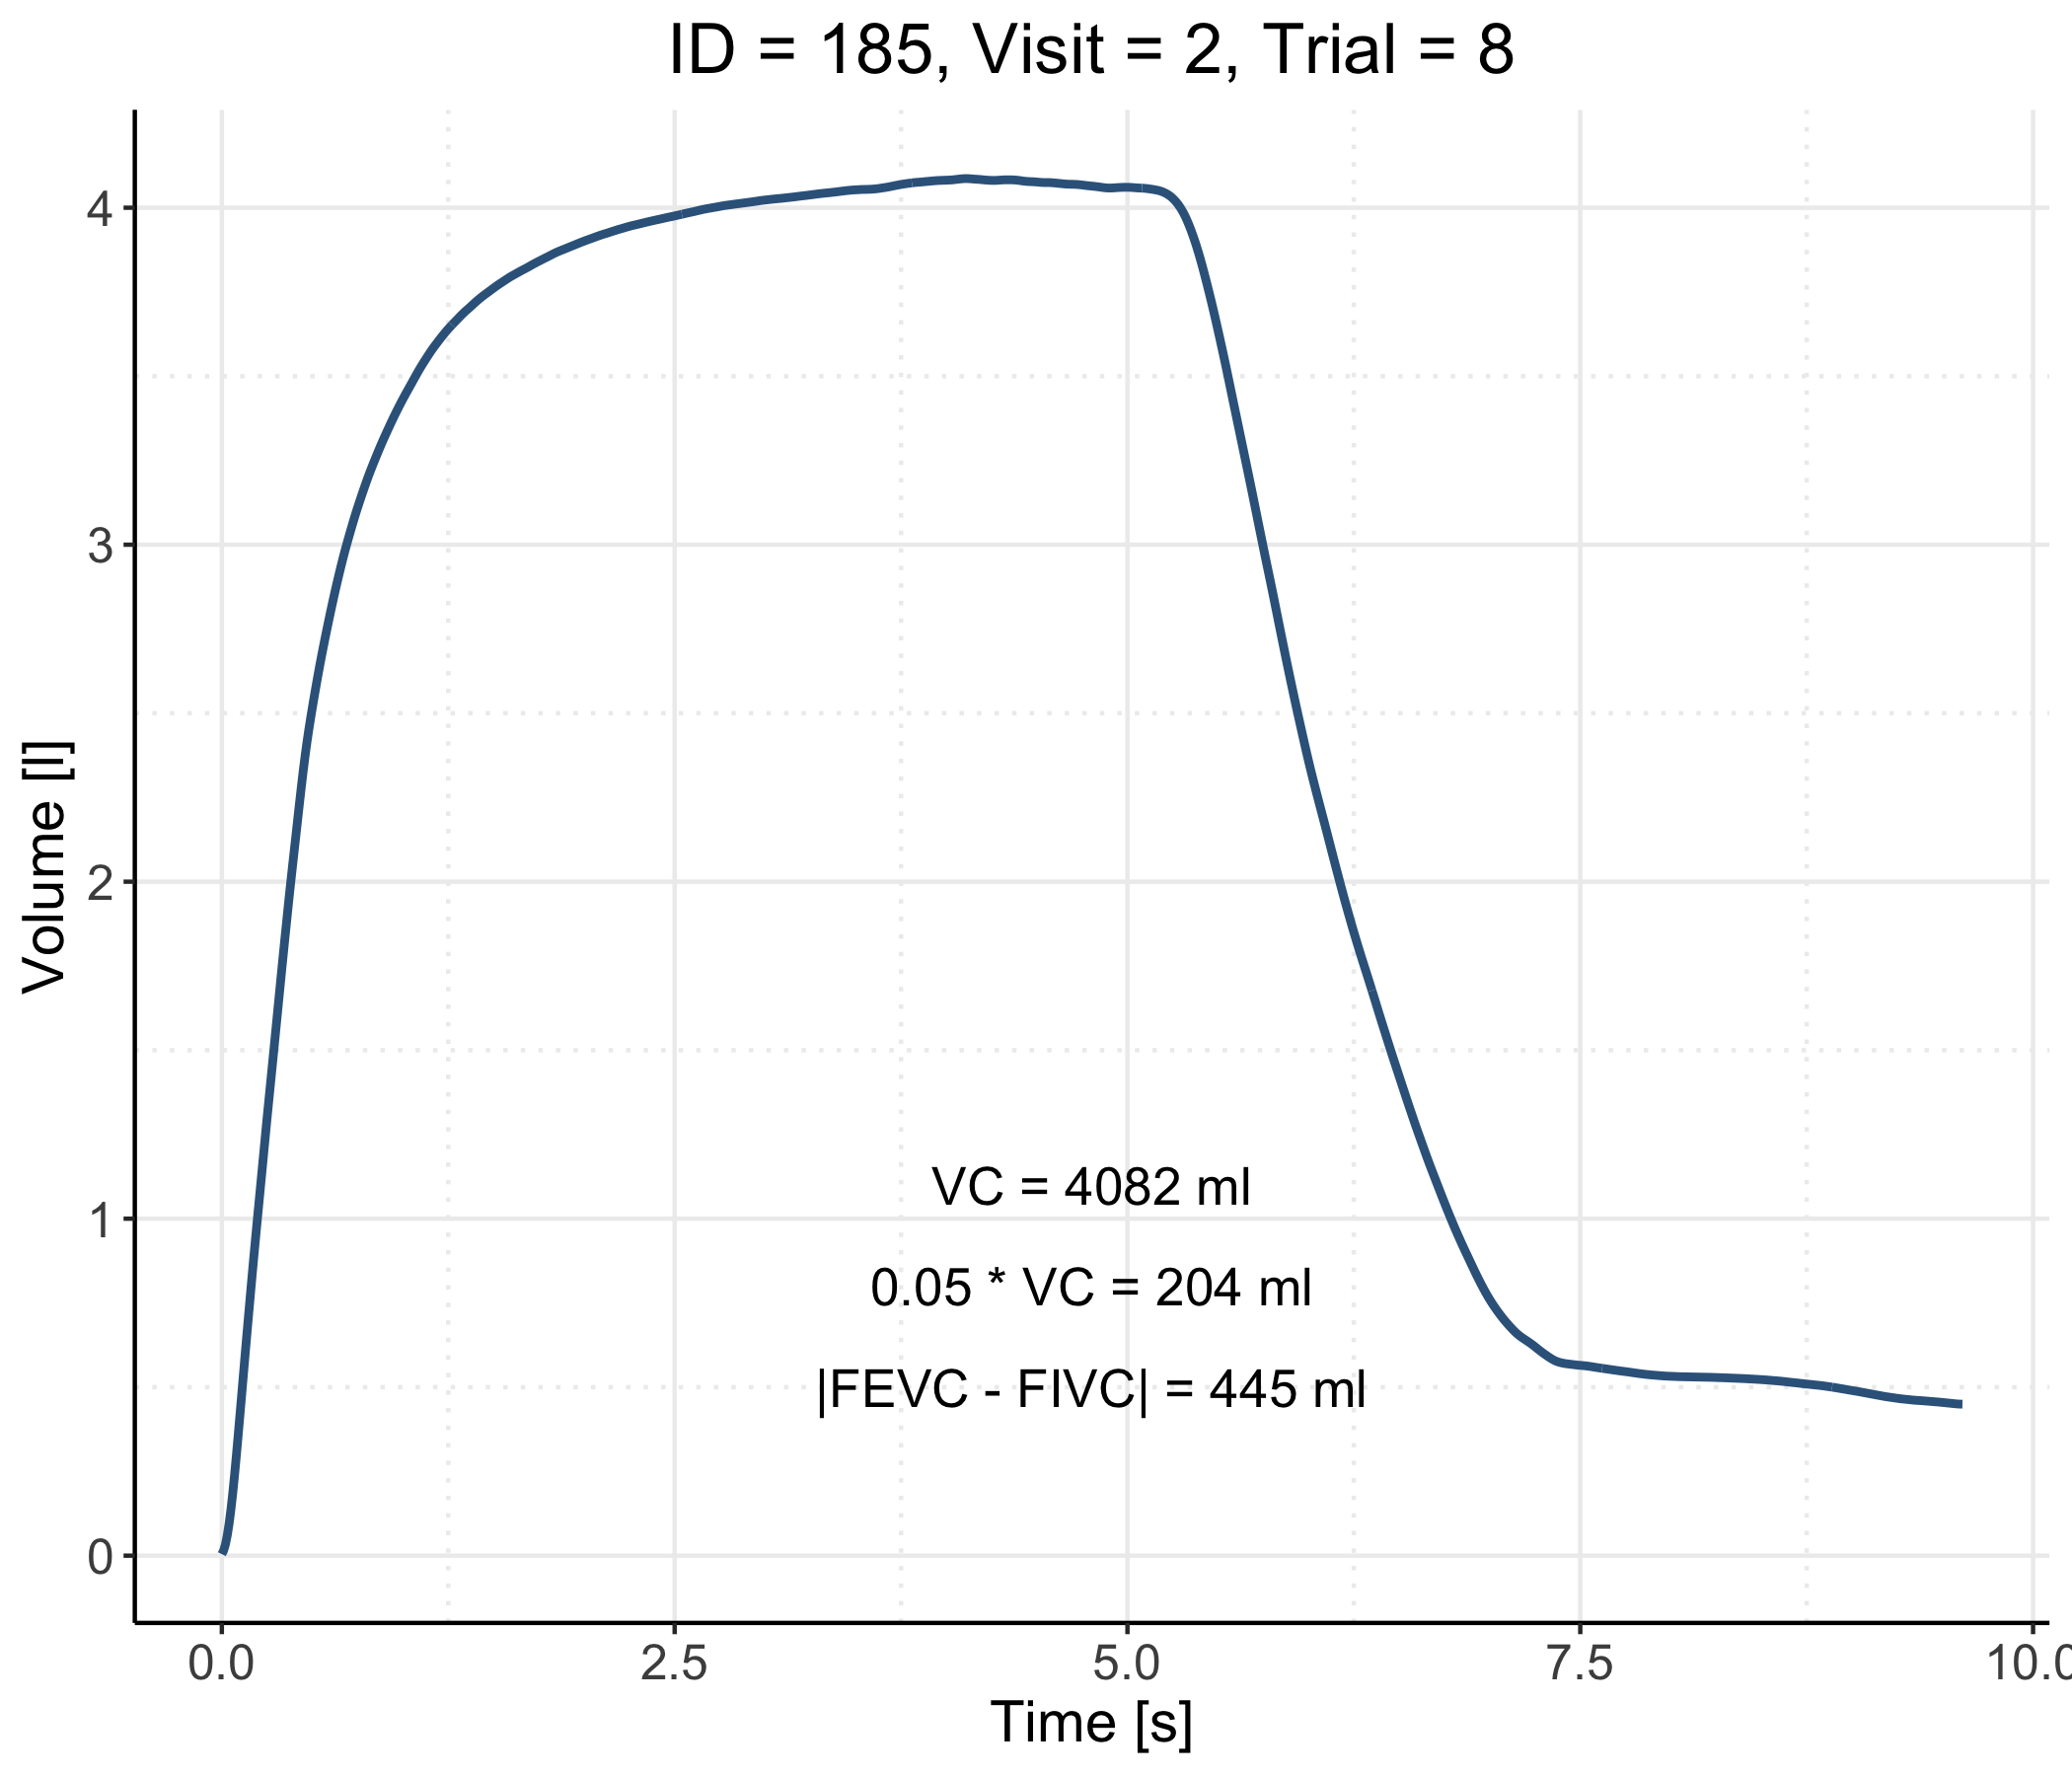 ID = 185, Visit = 2, Trial = 8
4
3
2
1
0
Volume [l]
VC = 4082 ml
0.05 * VC = 204 ml
|FEVC - FIVC| = 445 ml
0.0 2.5 5.0 7.5 10.0
Time [s]